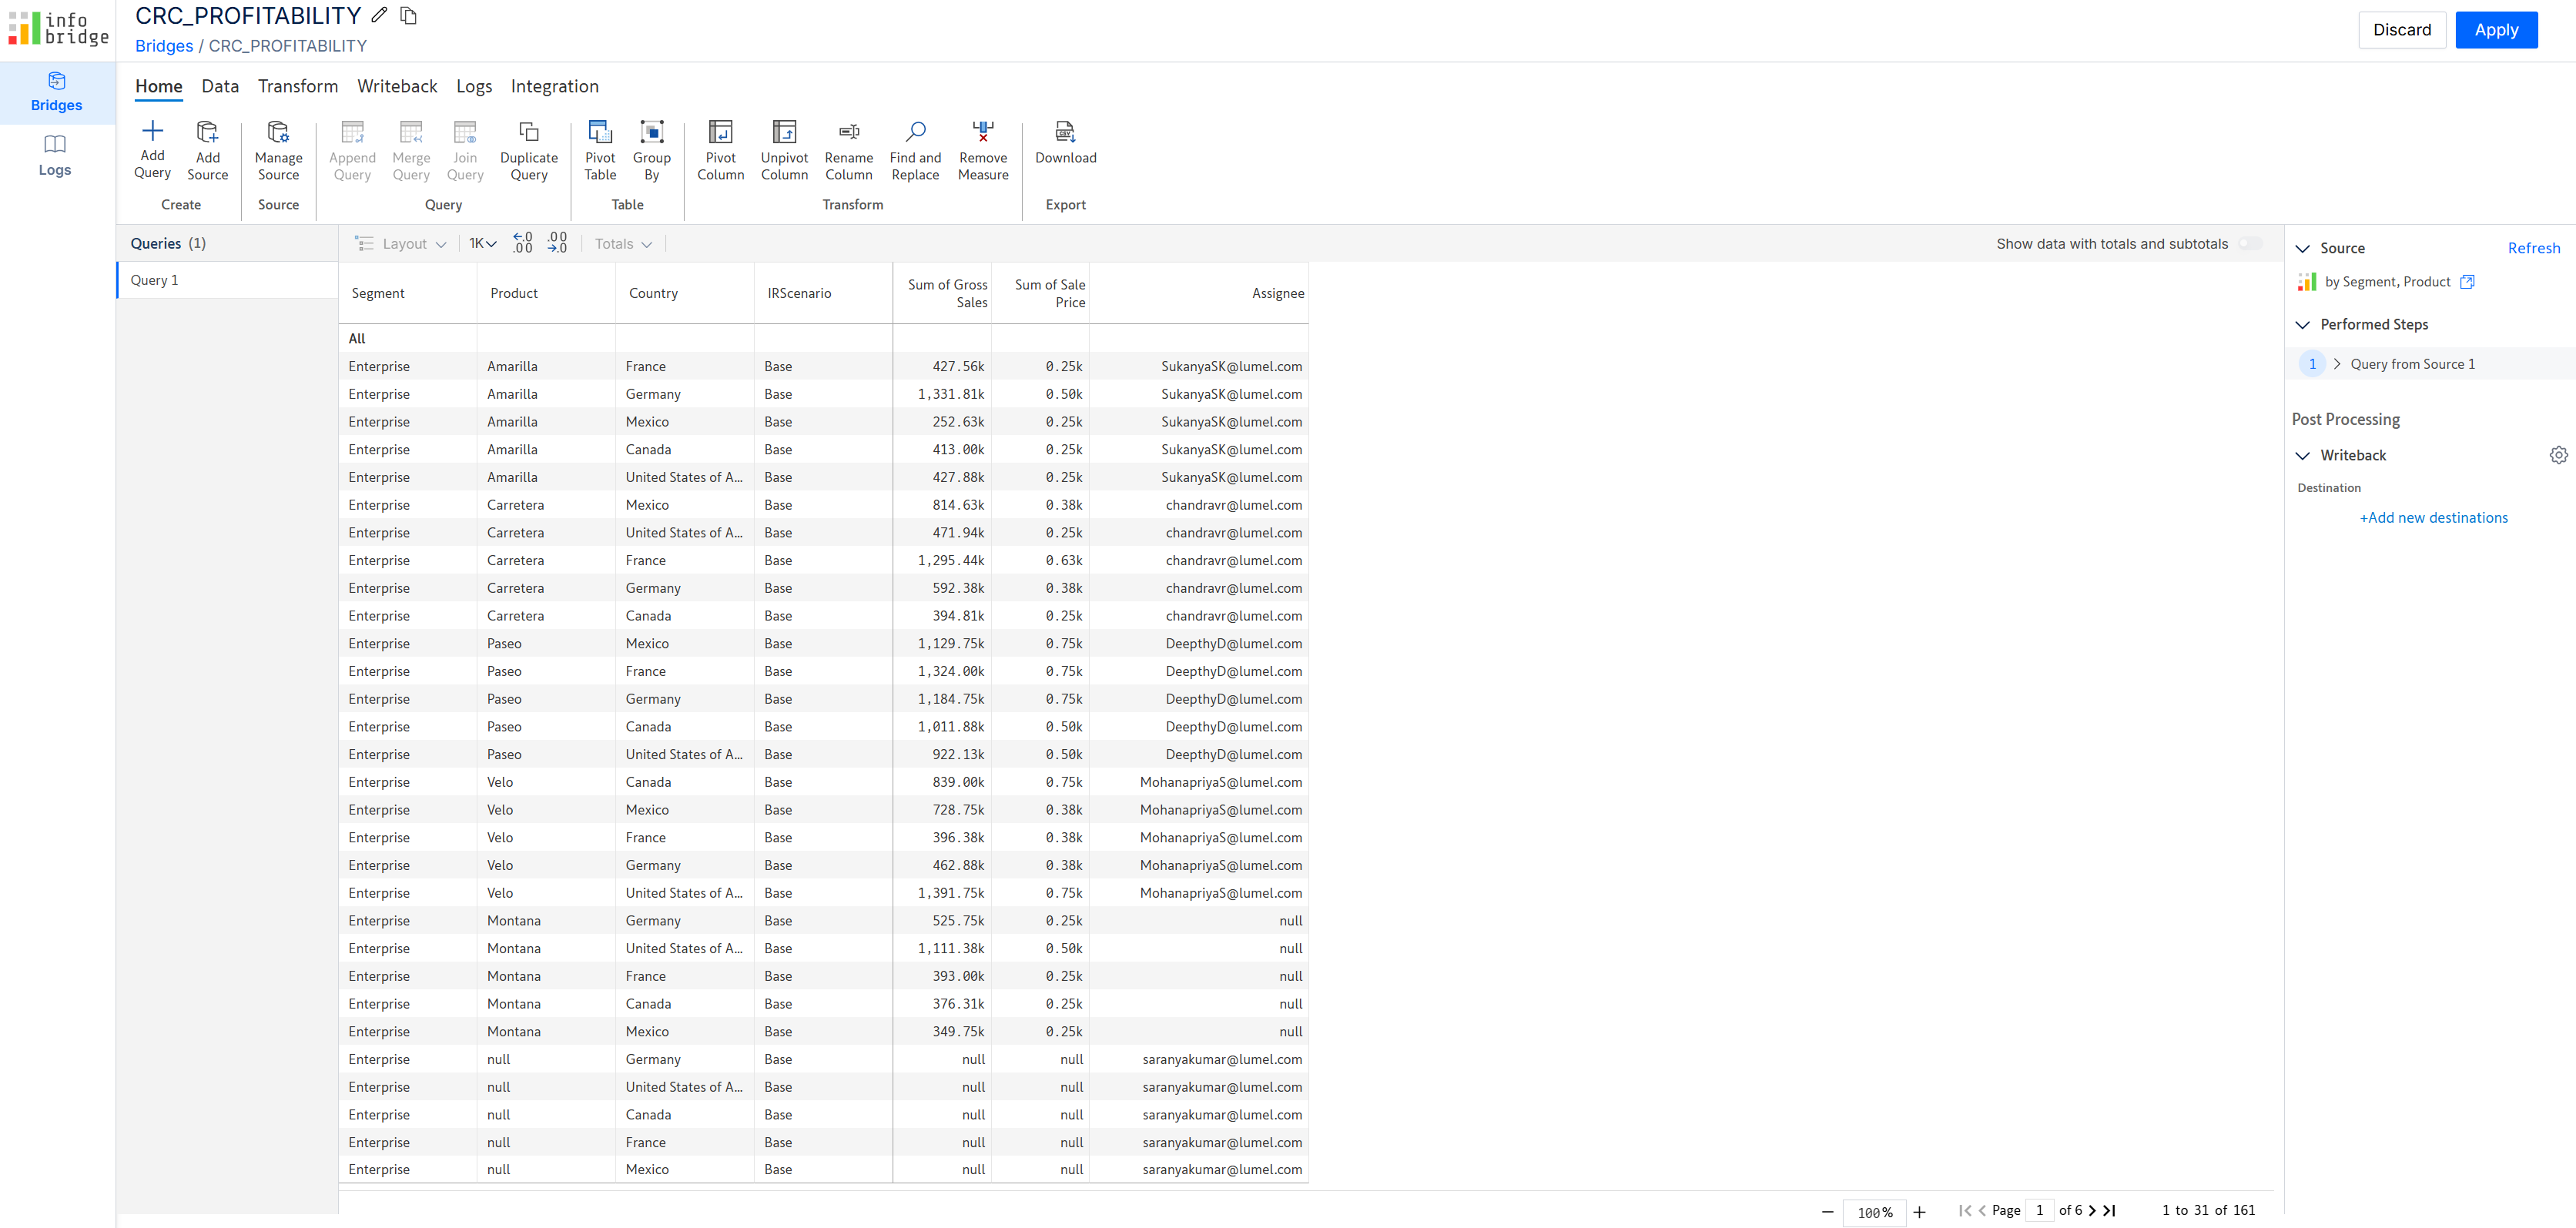 info
bridge
CRC_PROFITABILITY
Bridges / CRC_PROFITABILITY
Discard
Apply
Bridges
Logs
Home Data Transform Writeback Logs Integration
Add Query
Add Source
Manage Source
Append Query
Merge Query
Join Query
Duplicate Query
Pivot Table
Group By
Pivot Column
Unpivot Column
Rename Column
Find and Replace
Remove Measure
CSV
Download
Create Source Query Table Transform Export
Queries (1)
Query 1
Layout 1K .0 .00 .00 .0 Totals
Show data with totals and subtotals
Segment Product Country IRScenario Sum of Gross Sales Sum of Sale Price Assignee
All
Enterprise Amarilla France Base 427.56k 0.25k SukanyaSK@lumel.com
Enterprise Amarilla Germany Base 1,331.81k 0.50k SukanyaSK@lumel.com
Enterprise Amarilla Mexico Base 252.63k 0.25k SukanyaSK@lumel.com
Enterprise Amarilla Canada Base 413.00k 0.25k SukanyaSK@lumel.com
Enterprise Amarilla United States of A... Base 427.88k 0.25k SukanyaSK@lumel.com
Enterprise Carretera Mexico Base 814.63k 0.38k chandravr@lumel.com
Enterprise Carretera United States of A... Base 471.94k 0.25k chandravr@lumel.com
Enterprise Carretera France Base 1,295.44k 0.63k chandravr@lumel.com
Enterprise Carretera Germany Base 592.38k 0.38k chandravr@lumel.com
Enterprise Carretera Canada Base 394.81k 0.25k chandravr@lumel.com
Enterprise Paseo Mexico Base 1,129.75k 0.75k DeepthyD@lumel.com
Enterprise Paseo France Base 1,324.00k 0.75k DeepthyD@lumel.com
Enterprise Paseo Germany Base 1,184.75k 0.75k DeepthyD@lumel.com
Enterprise Paseo Canada Base 1,011.88k 0.50k DeepthyD@lumel.com
Enterprise Paseo United States of A... Base 922.13k 0.50k DeepthyD@lumel.com
Enterprise Velo Canada Base 839.00k 0.75k MohanapriyaS@lumel.com
Enterprise Velo Mexico Base 728.75k 0.38k MohanapriyaS@lumel.com
Enterprise Velo France Base 396.38k 0.38k MohanapriyaS@lumel.com
Enterprise Velo Germany Base 462.88k 0.38k MohanapriyaS@lumel.com
Enterprise Velo United States of A... Base 1,391.75k 0.75k MohanapriyaS@lumel.com
Enterprise Montana Germany Base 525.75k 0.25k null
Enterprise Montana United States of A... Base 1,111.38k 0.50k null
Enterprise Montana France Base 393.00k 0.25k null
Enterprise Montana Canada Base 376.31k 0.25k null
Enterprise Montana Mexico Base 349.75k 0.25k null
Enterprise null Germany Base null null saranyakumar@lumel.com
Enterprise null United States of A... Base null null saranyakumar@lumel.com
Enterprise null Canada Base null null saranyakumar@lumel.com
Enterprise null France Base null null saranyakumar@lumel.com
Enterprise null Mexico Base null null saranyakumar@lumel.com
100% Page 1 of 6 1 to 31 of 161
Source Refresh
by Segment, Product
Performed Steps
1 Query from Source 1
Post Processing
Writeback
Destination
+Add new destinations